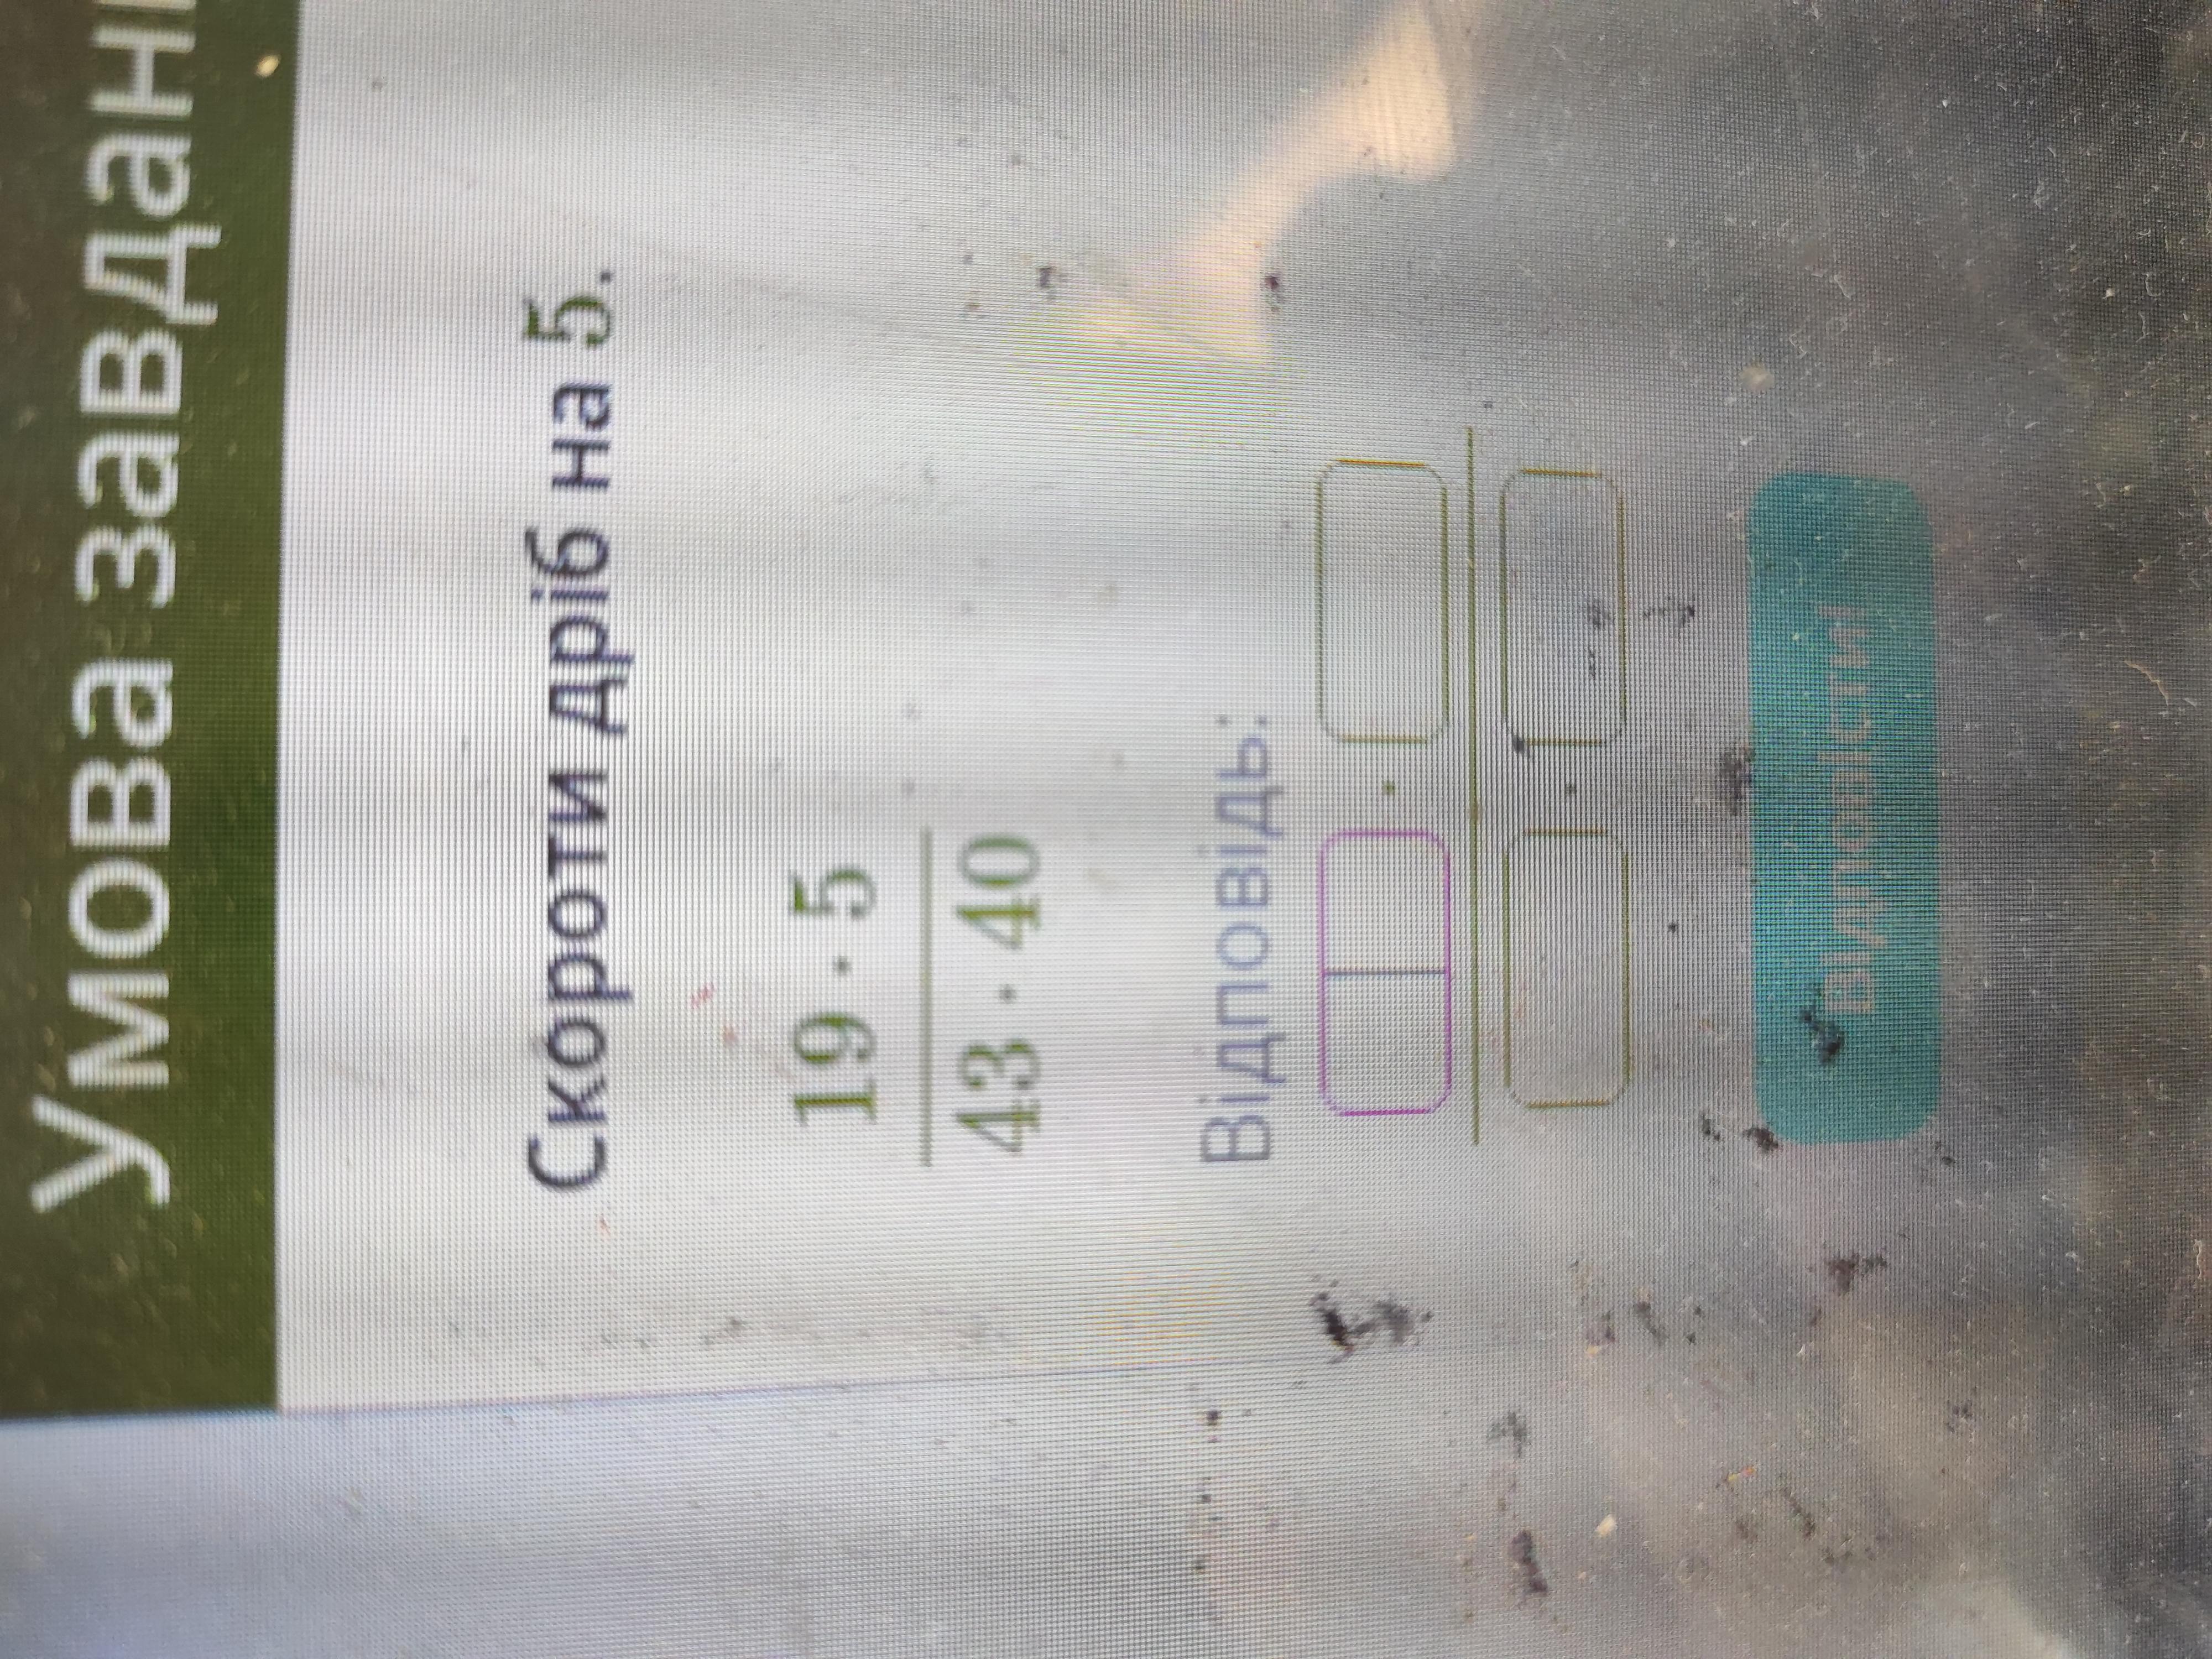 Умова завдан
Скороти дріб на 5.
19 · 5
43 · 40
Відповідь:
·
·
Відповісти!